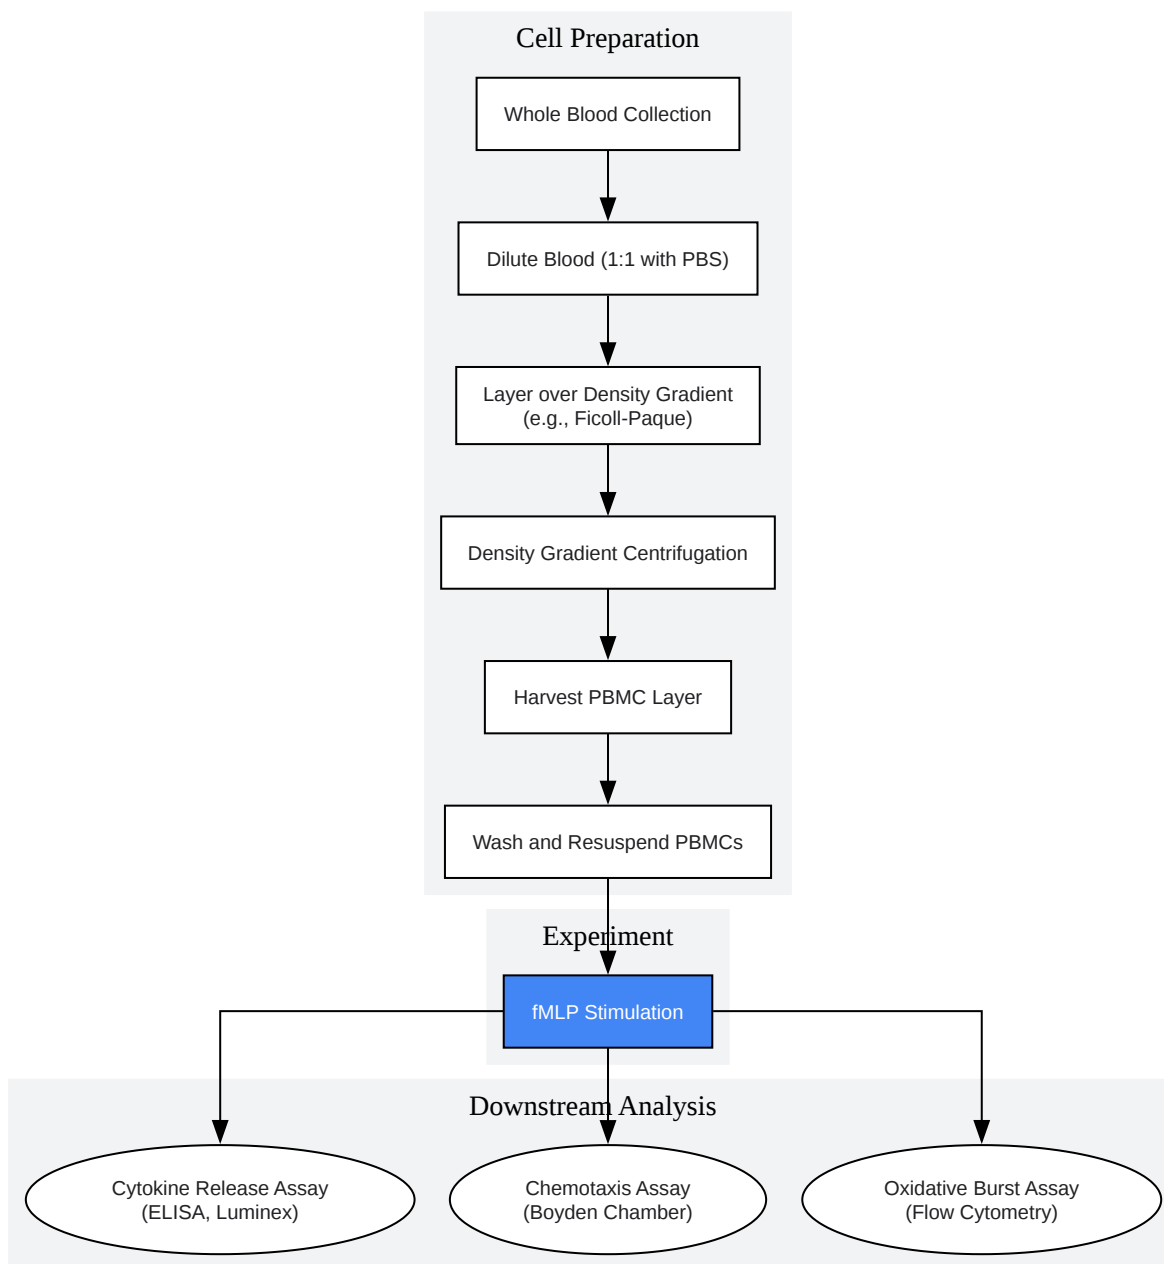 Cell Preparation
Whole Blood Collection
Dilute Blood (1:1 with PBS)
Layer over Density Gradient
(e.g., Ficoll-Paque)
Density Gradient Centrifugation
Harvest PBMC Layer
Wash and Resuspend PBMCs
Experiment
fMLP Stimulation
Downstream Analysis
Cytokine Release Assay
(ELISA, Luminex)
Chemotaxis Assay
(Boyden Chamber)
Oxidative Burst Assay
(Flow Cytometry)